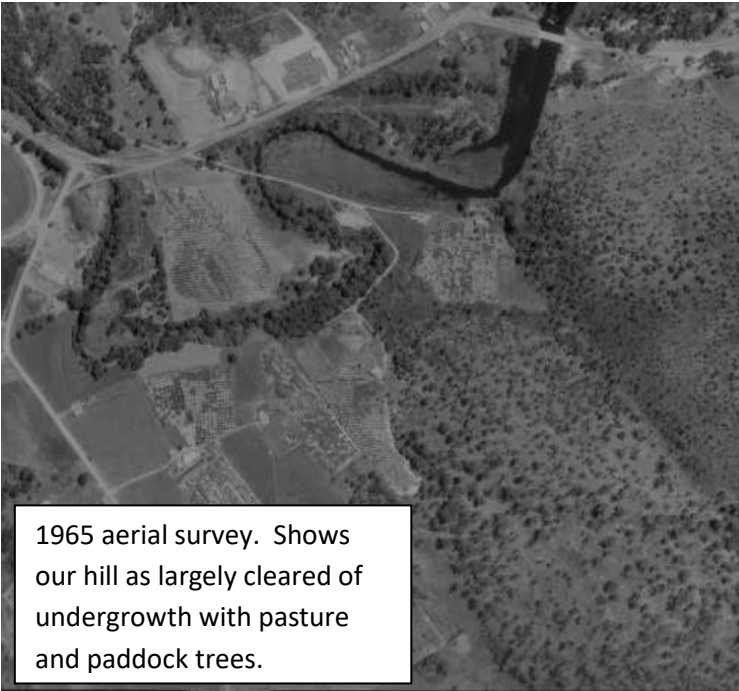 1965 aerial survey.  Shows
our hill as largely cleared of
undergrowth with pasture
and paddock trees.